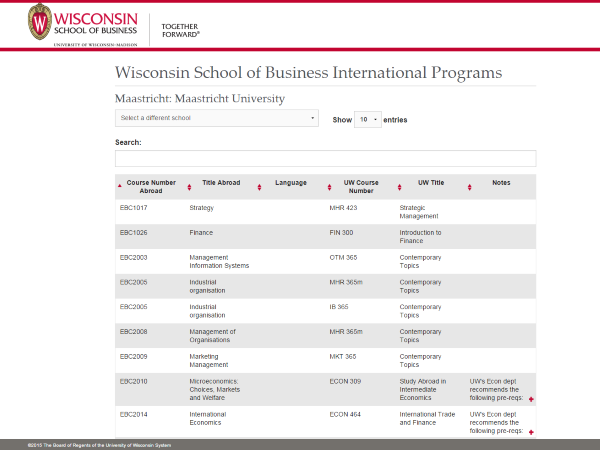 WISCONSIN
SCHOOL OF BUSINESS
UNIVERSITY OF WISCONSIN–MADISON
TOGETHER
FORWARD®
Wisconsin School of Business International Programs
Maastricht: Maastricht University
Select a different school
Show 10 entries
Search:
Course Number Abroad Title Abroad Language UW Course Number UW Title Notes
EBC1017 Strategy MHR 423 Strategic Management
EBC1026 Finance FIN 300 Introduction to Finance
EBC2003 Management Information Systems OTM 365 Contemporary Topics
EBC2005 Industrial organisation MHR 365m Contemporary Topics
EBC2005 Industrial organisation IB 365 Contemporary Topics
EBC2008 Management of Organisations MHR 365m Contemporary Topics
EBC2009 Marketing Management MKT 365 Contemporary Topics
EBC2010 Microeconomics: Choices, Markets and Welfare ECON 309 Study Abroad in Intermediate Economics UW's Econ dept recommends the following pre-reqs:
EBC2014 International Economics ECON 464 International Trade and Finance UW's Econ dept recommends the following pre-reqs:
The Board of Regents of the University of Wisconsin System